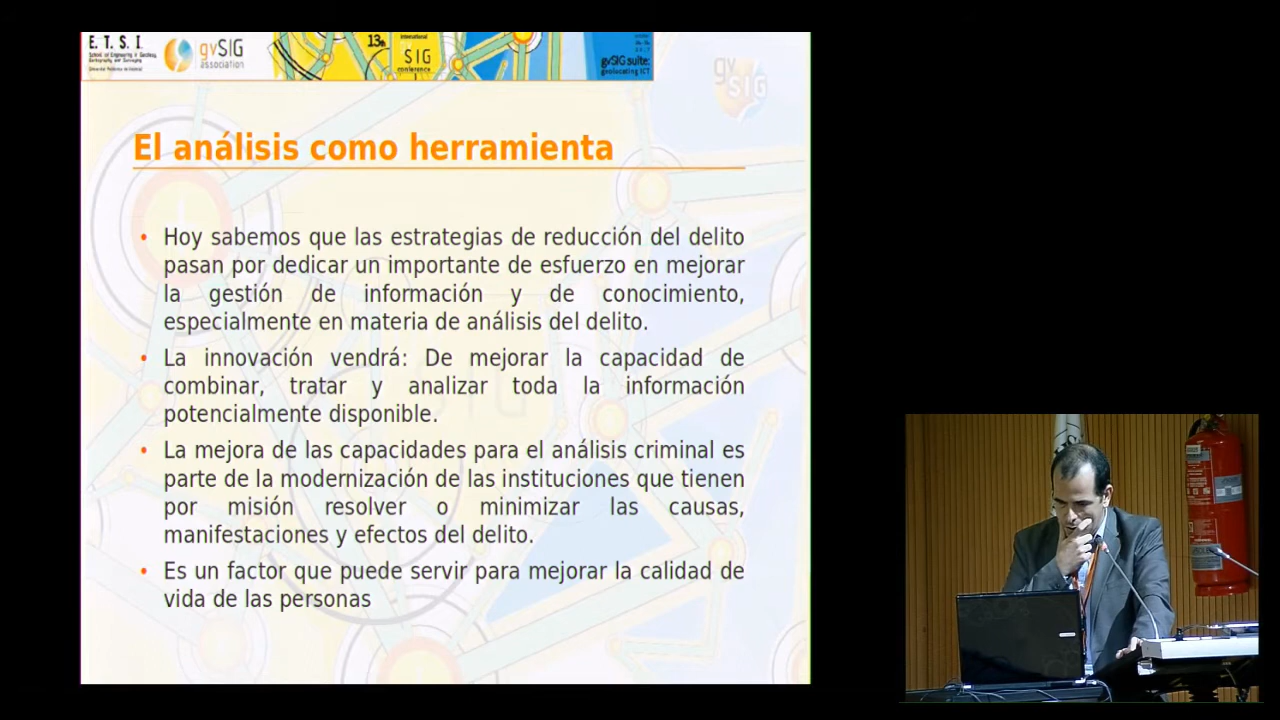 E. T. S. I.
gvSIG
association
13th
International
SIG
conference
gvSIG suite:
geolocating ICT
gv
SIG
El análisis como herramienta
• Hoy sabemos que las estrategias de reducción del delito
pasan por dedicar un importante de esfuerzo en mejorar
la gestión de información y de conocimiento,
especialmente en materia de análisis del delito.
• La innovación vendrá: De mejorar la capacidad de
combinar, tratar y analizar toda la información
potencialmente disponible.
• La mejora de las capacidades para el análisis criminal es
parte de la modernización de las instituciones que tienen
por misión resolver o minimizar las causas,
manifestaciones y efectos del delito.
• Es un factor que puede servir para mejorar la calidad de
vida de las personas